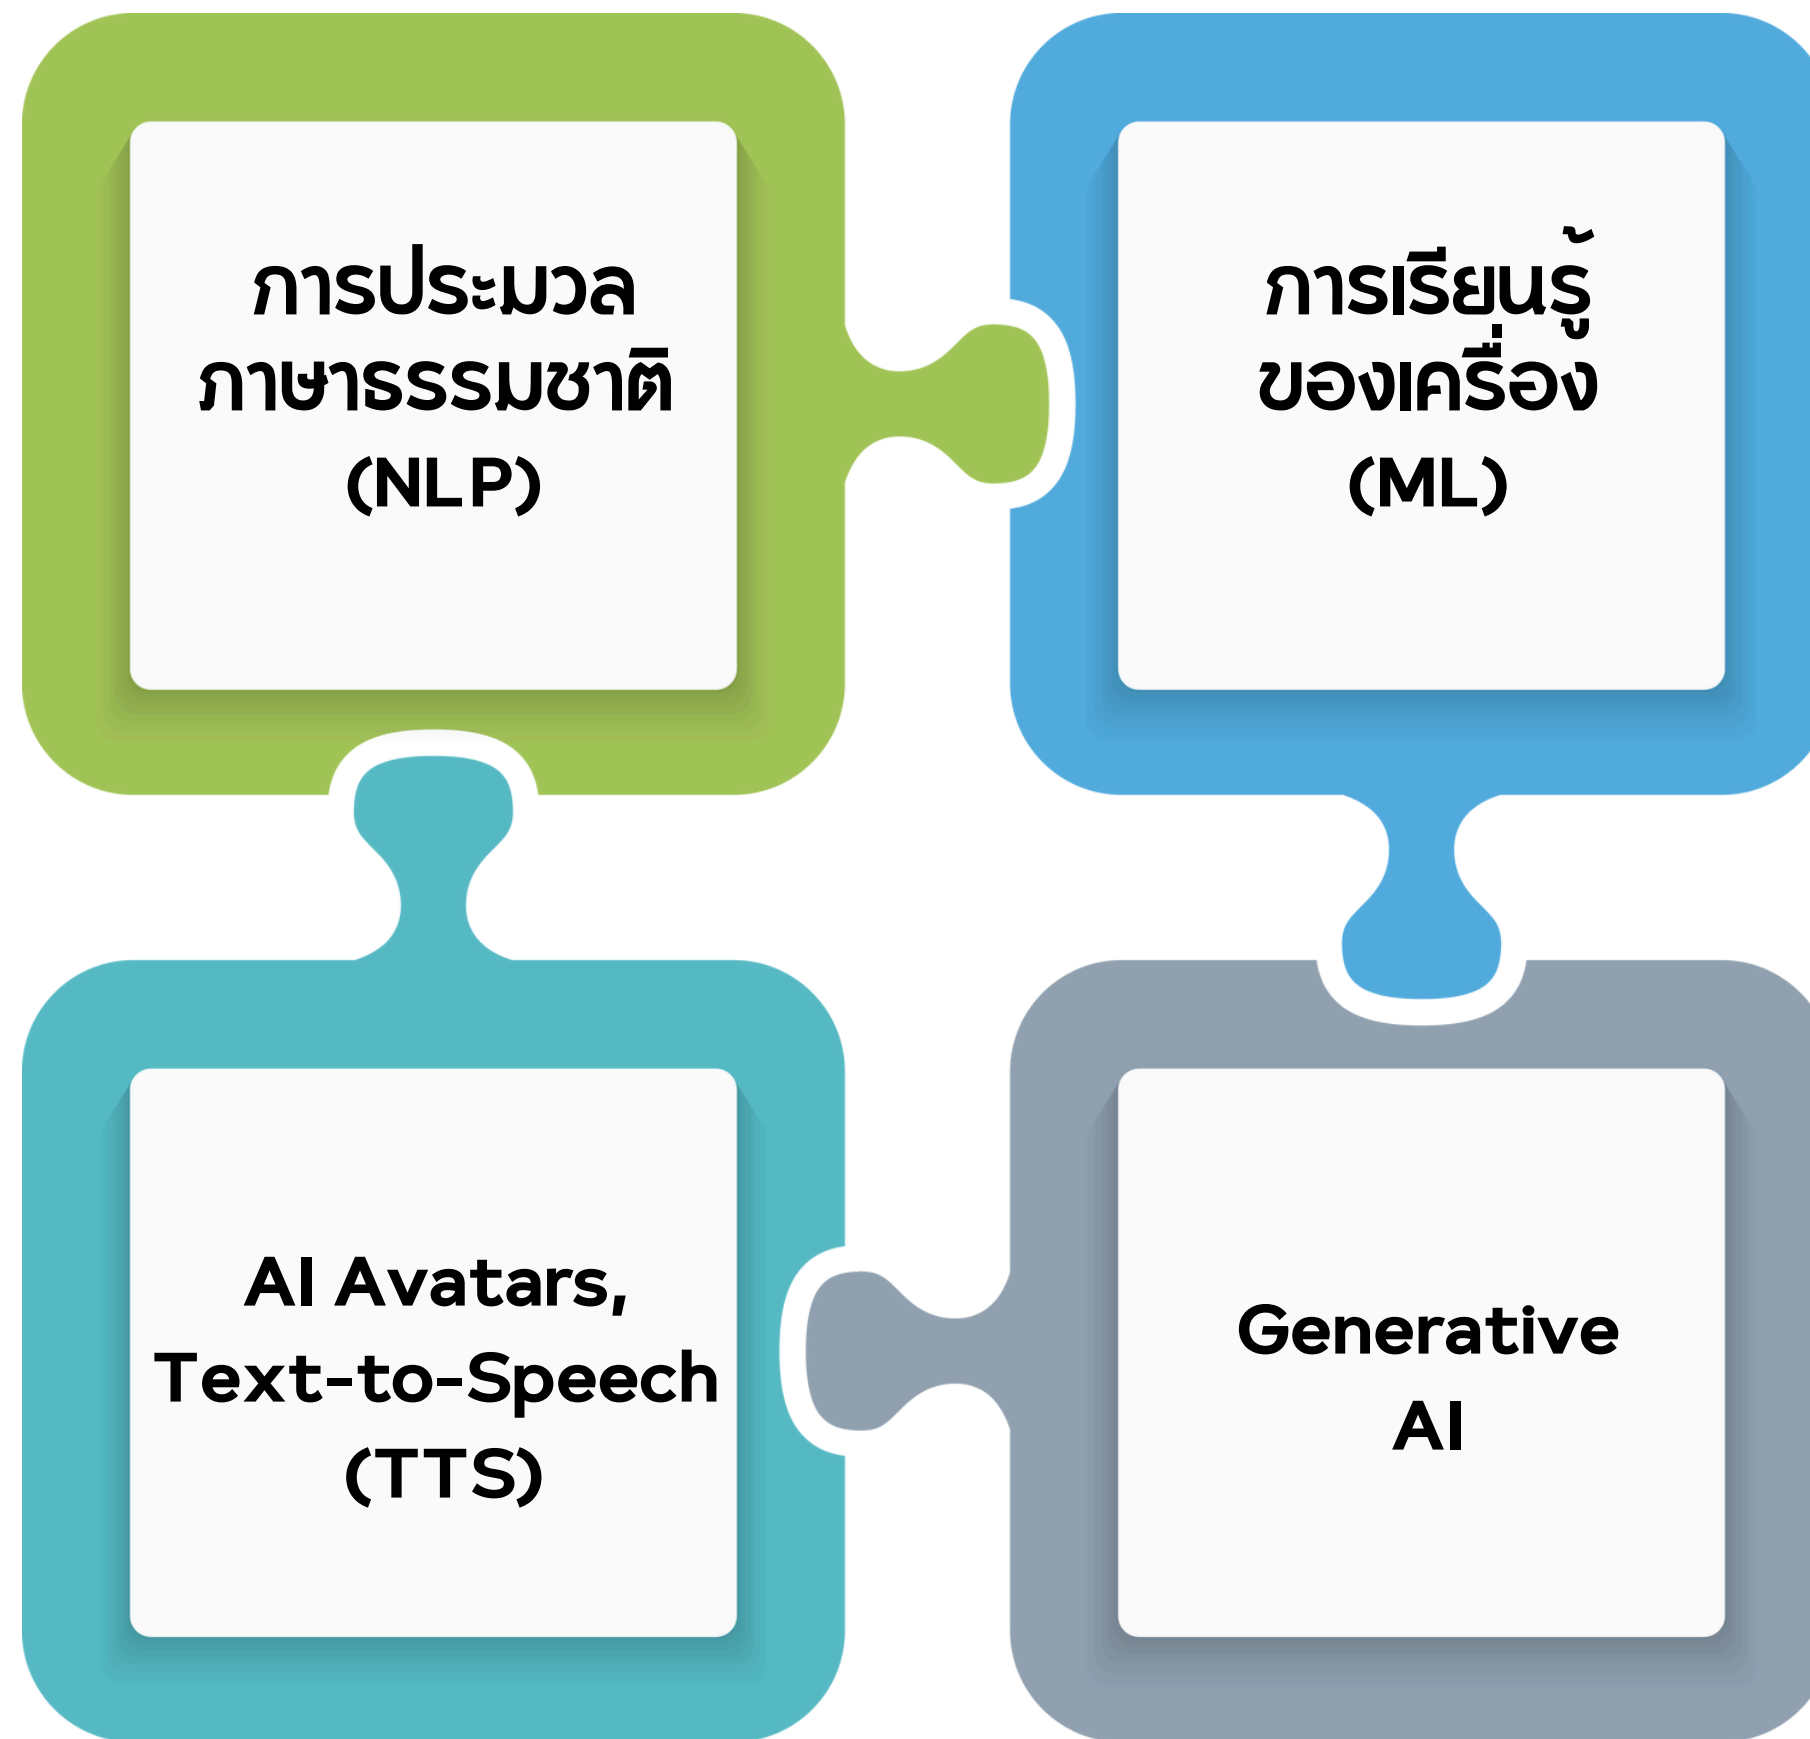 การประมวล
ภาษาธรรมชาติ
(NLP)
การเรียนรู้
ของเครื่อง
(ML)
AI Avatars,
Text-to-Speech
(TTS)
Generative
AI